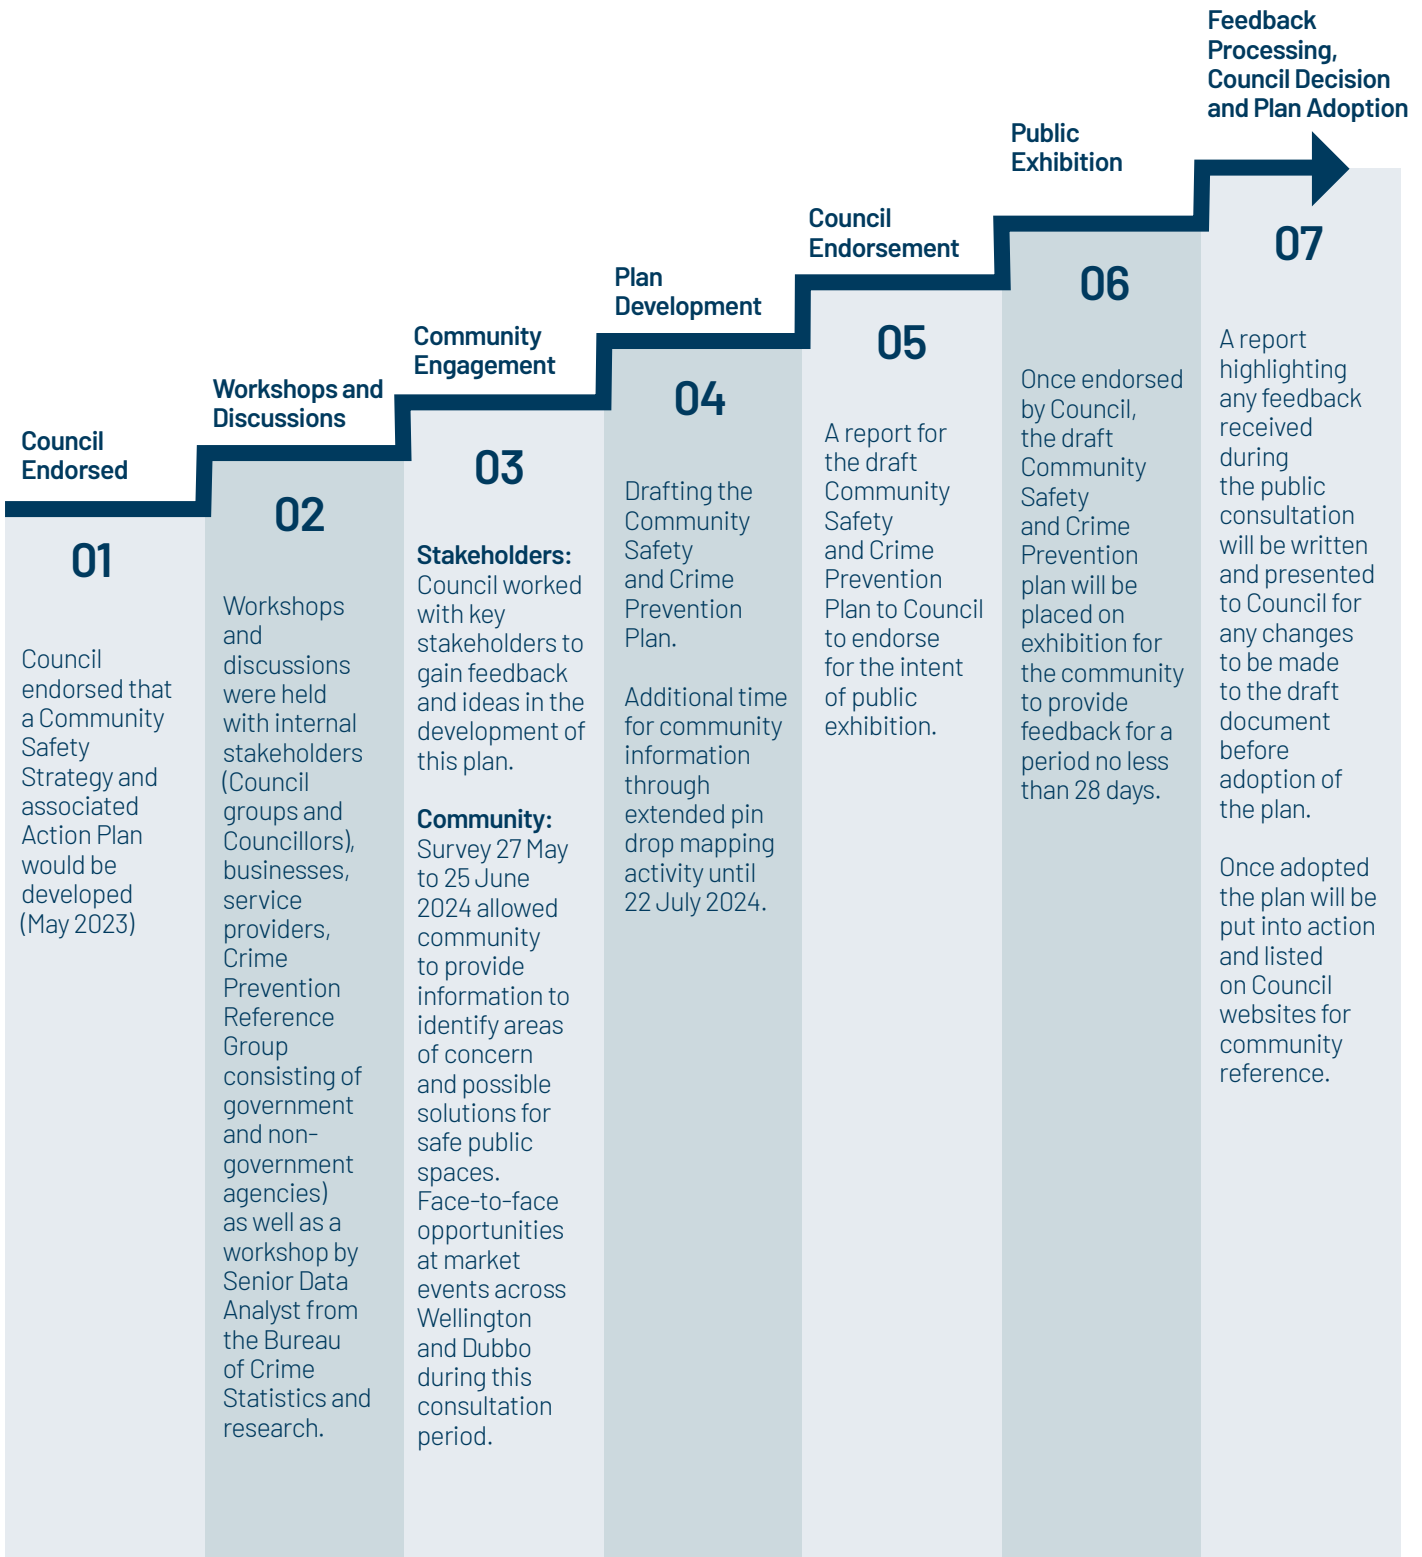 Council
Endorsed
01
Council
endorsed that
a Community
Safety
Strategy and
associated
Action Plan
would be
developed
(May 2023)
Workshops and
Discussions
02
Workshops
and
discussions
were held
with internal
stakeholders
(Council
groups and
Councillors),
businesses,
service
providers,
Crime
Prevention
Reference
Group
consisting of
government
and non-
government
agencies)
as well as a
workshop by
Senior Data
Analyst from
the Bureau
of Crime
Statistics and
research.
Community
Engagement
03
Stakeholders:
Council worked
with key
stakeholders to
gain feedback
and ideas in the
development of
this plan.
Community:
Survey 27 May
to 25 June
2024 allowed
community
to provide
information to
identify areas
of concern
and possible
solutions for
safe public
spaces.
Face-to-face
opportunities
at market
events across
Wellington
and Dubbo
during this
consultation
period.
Plan
Development
04
Drafting the
Community
Safety
and Crime
Prevention
Plan.
Additional time
for community
information
through
extended pin
drop mapping
activity until
22 July 2024.
Council
Endorsement
05
A report for
the draft
Community
Safety
and Crime
Prevention
Plan to Council
to endorse
for the intent
of public
exhibition.
Public
Exhibition
06
Once endorsed
by Council,
the draft
Community
Safety
and Crime
Prevention
plan will be
placed on
exhibition for
the community
to provide
feedback for a
period no less
than 28 days.
Feedback
Processing,
Council Decision
and Plan Adoption
07
A report
highlighting
any feedback
received
during
the public
consultation
will be written
and presented
to Council for
any changes
to be made
to the draft
document
before
adoption of
the plan.
Once adopted
the plan will be
put into action
and listed
on Council
websites for
community
reference.